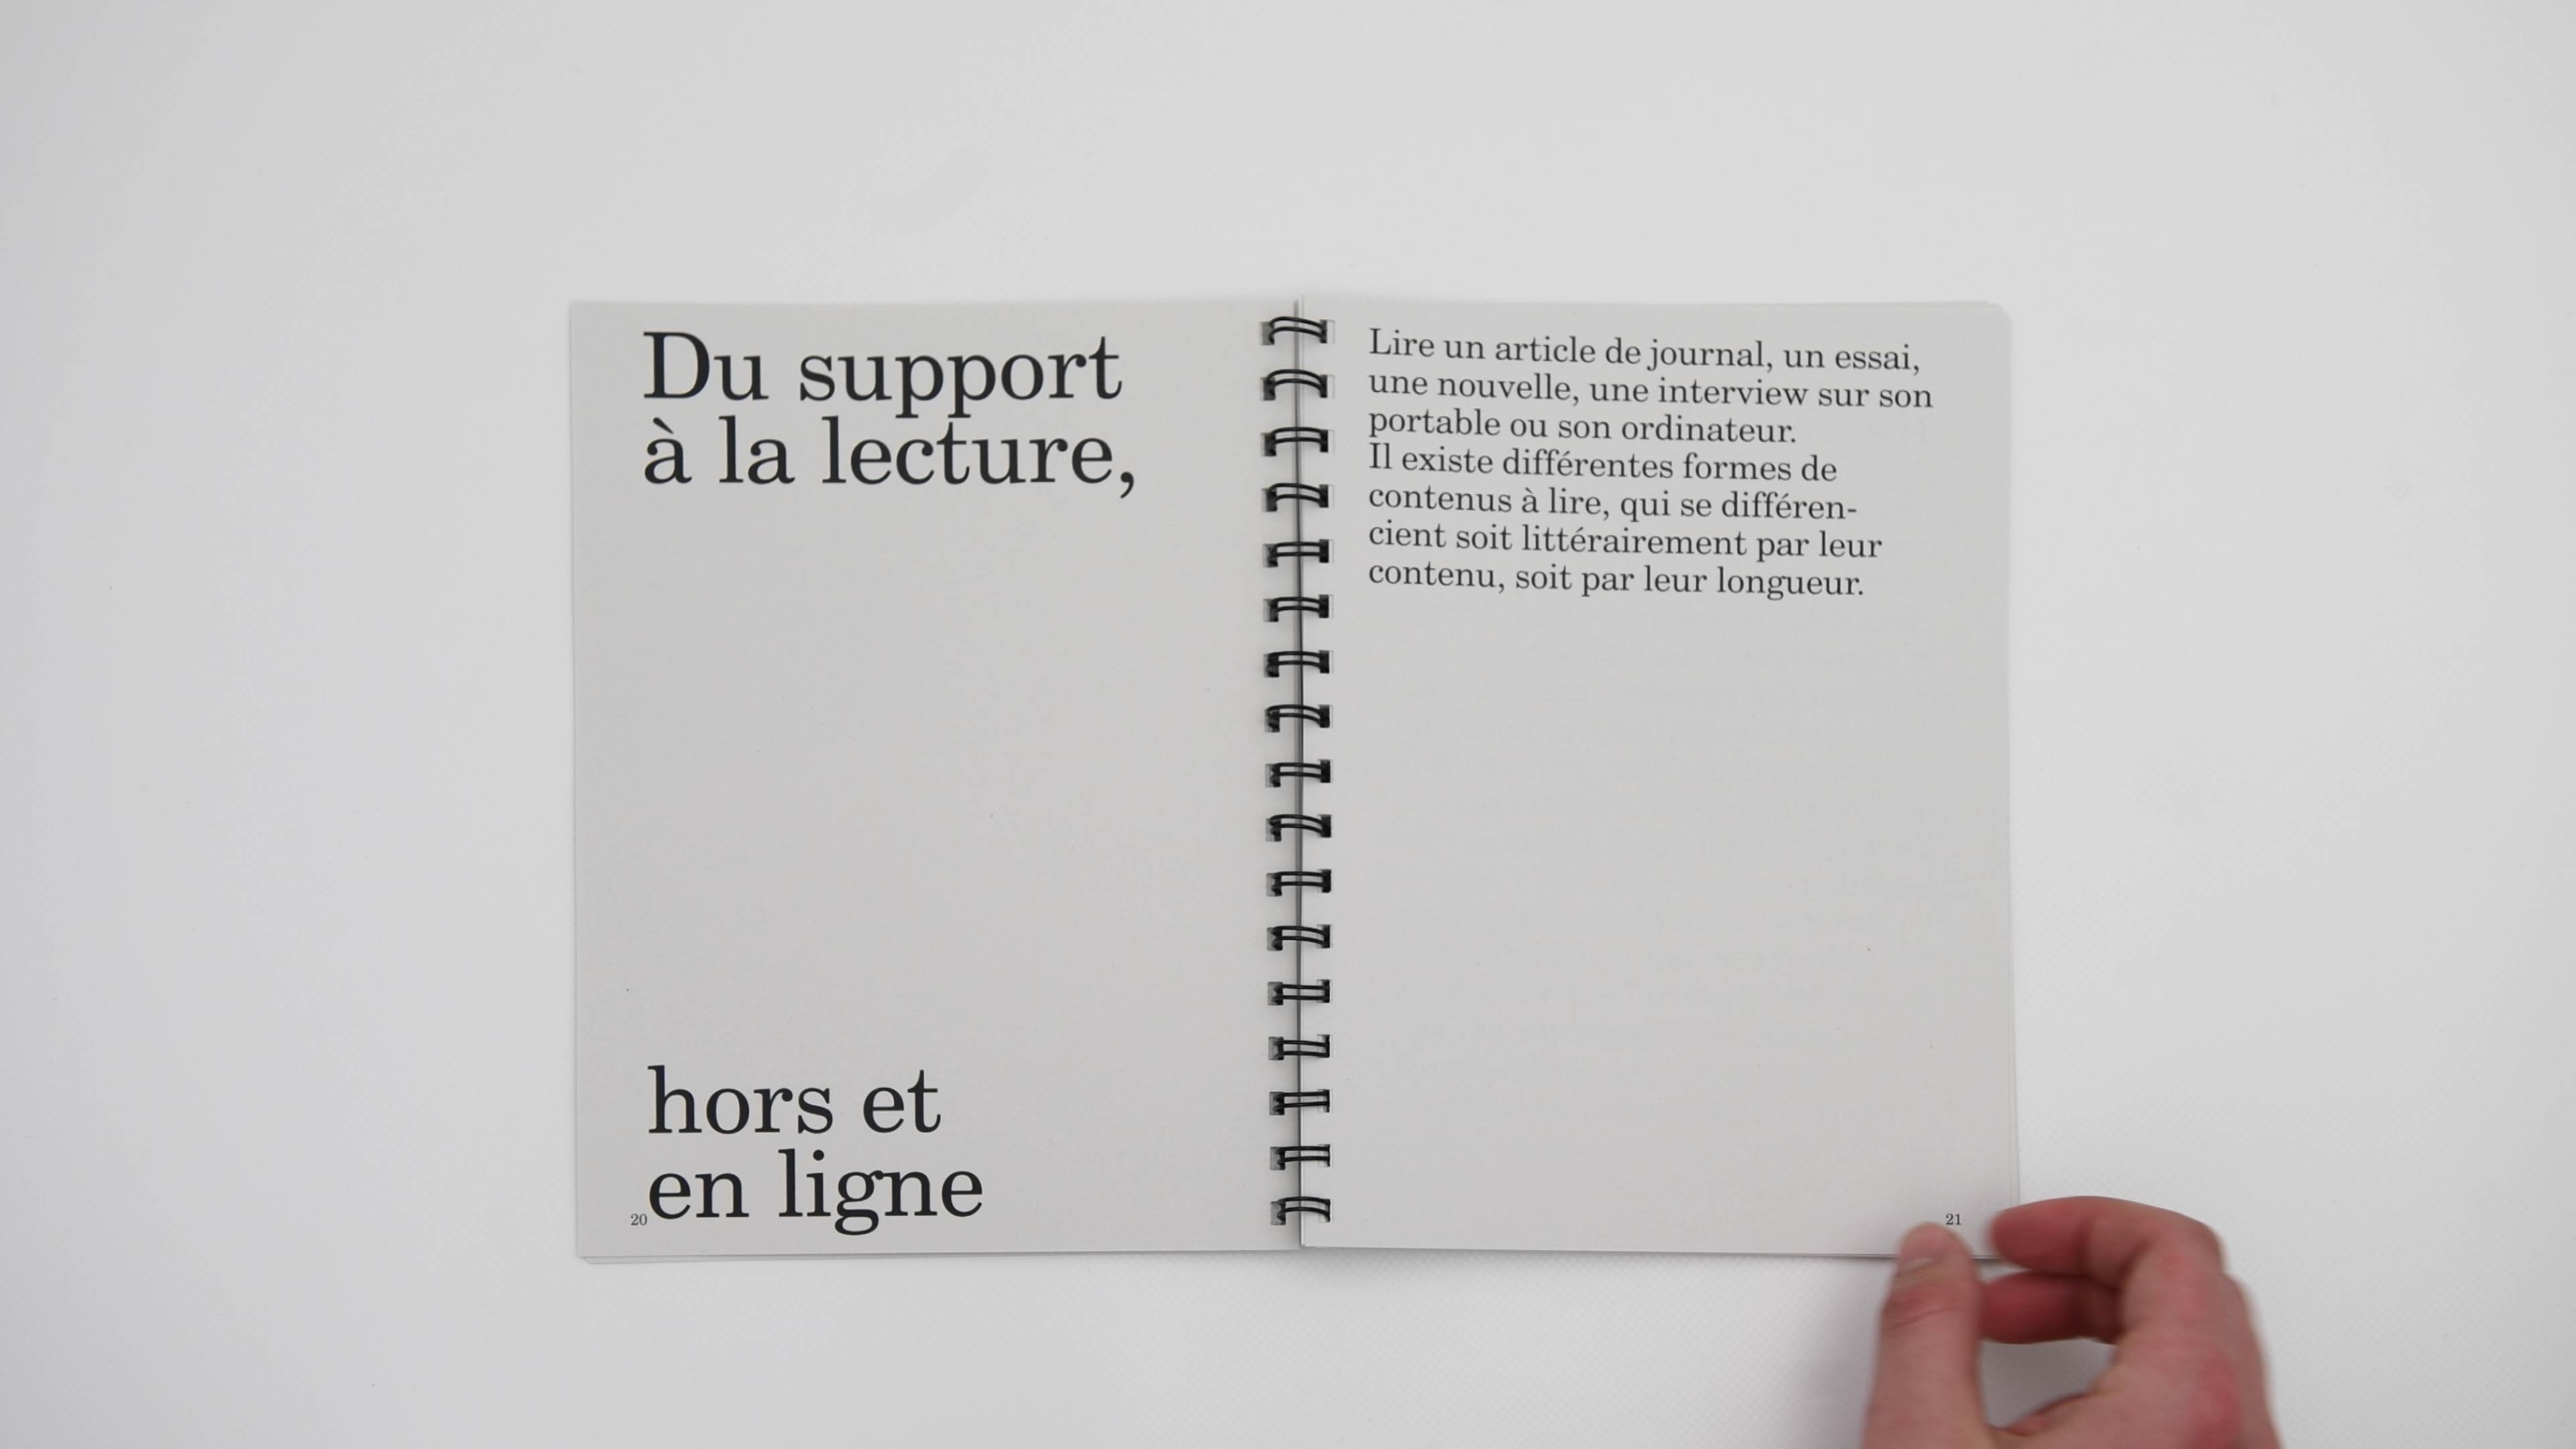 Du support
à la lecture,
hors et
en ligne
20
Lire un article de journal, un essai,
une nouvelle, une interview sur son
portable ou son ordinateur.
Il existe différentes formes de
contenus à lire, qui se différen-
cient soit littérairement par leur
contenu, soit par leur longueur.
21